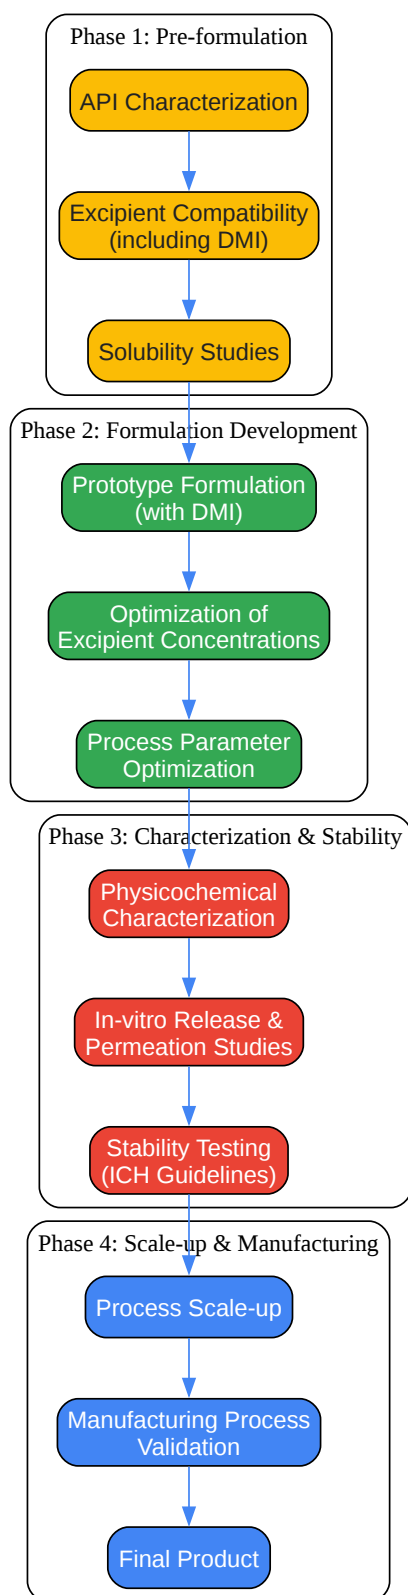 Phase 1: Pre-formulation
API Characterization
Excipient Compatibility
(including DMI)
Solubility Studies
Phase 2: Formulation Development
Prototype Formulation
(with DMI)
Optimization of
Excipient Concentrations
Process Parameter
Optimization
Phase 3: Characterization & Stability
Physicochemical
Characterization
In-vitro Release &
Permeation Studies
Stability Testing
(ICH Guidelines)
Phase 4: Scale-up & Manufacturing
Process Scale-up
Manufacturing Process
Validation
Final Product